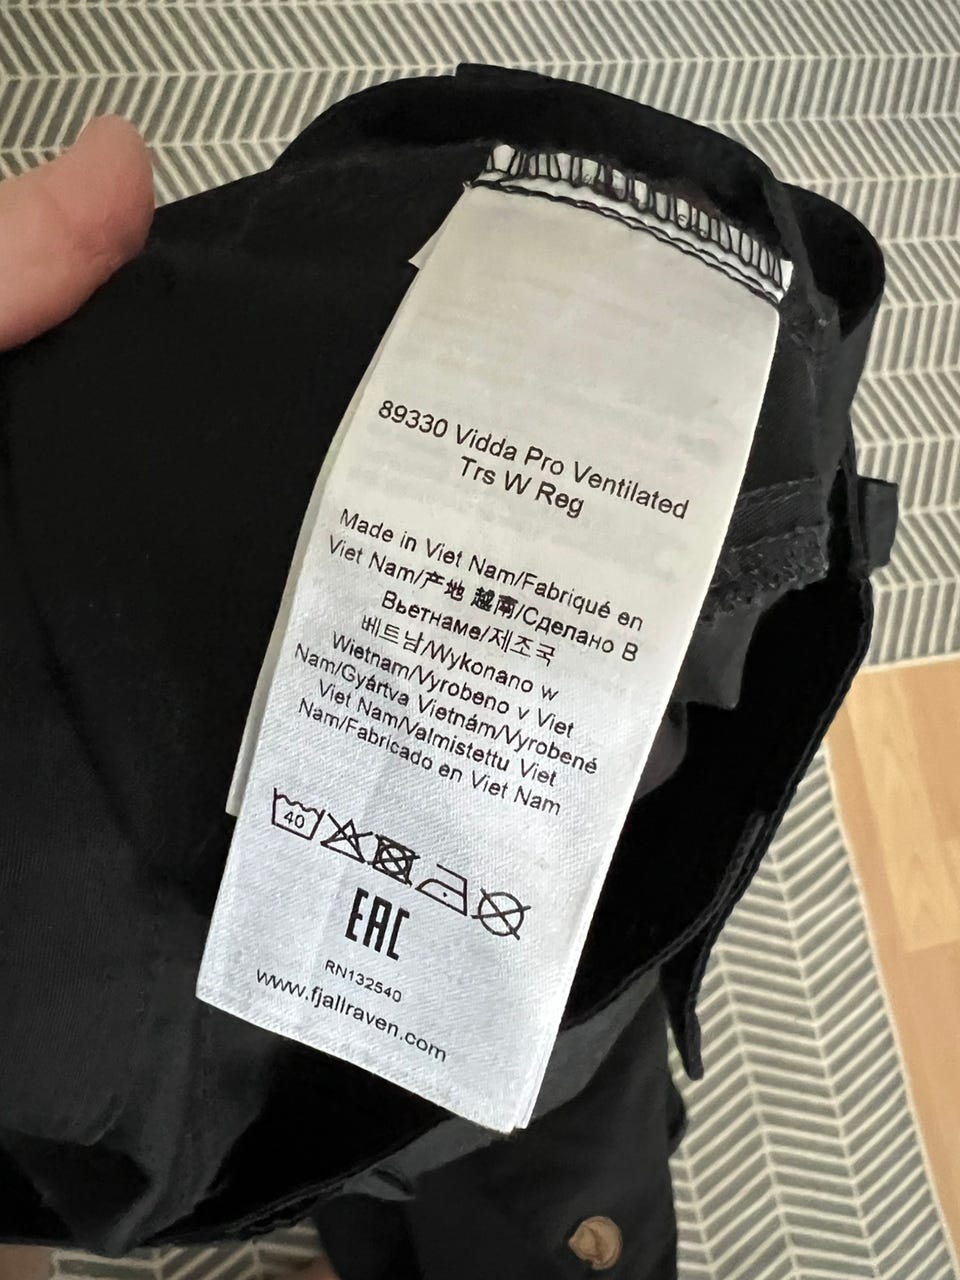 89330 Vidda Pro Ventilated
Trs W Reg
Made in Viet Nam/Fabriqué en
Viet Nam/产地 越南/Сделано В
Вьетнаме/제조국
베트남/Wykonano w
Wietnam/Vyrobeno v Viet
Nam/Gyártva Vietnám/Vyrobené
Viet Nam/Valmistettu Viet
Nam/Fabricado en Viet Nam
40
EAC
RN132540
www.fjallraven.com